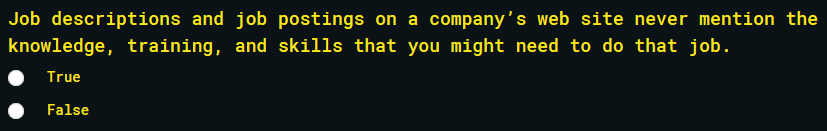 Job descriptions and job postings on a company’s web site never mention the
knowledge, training, and skills that you might need to do that job.
True
False